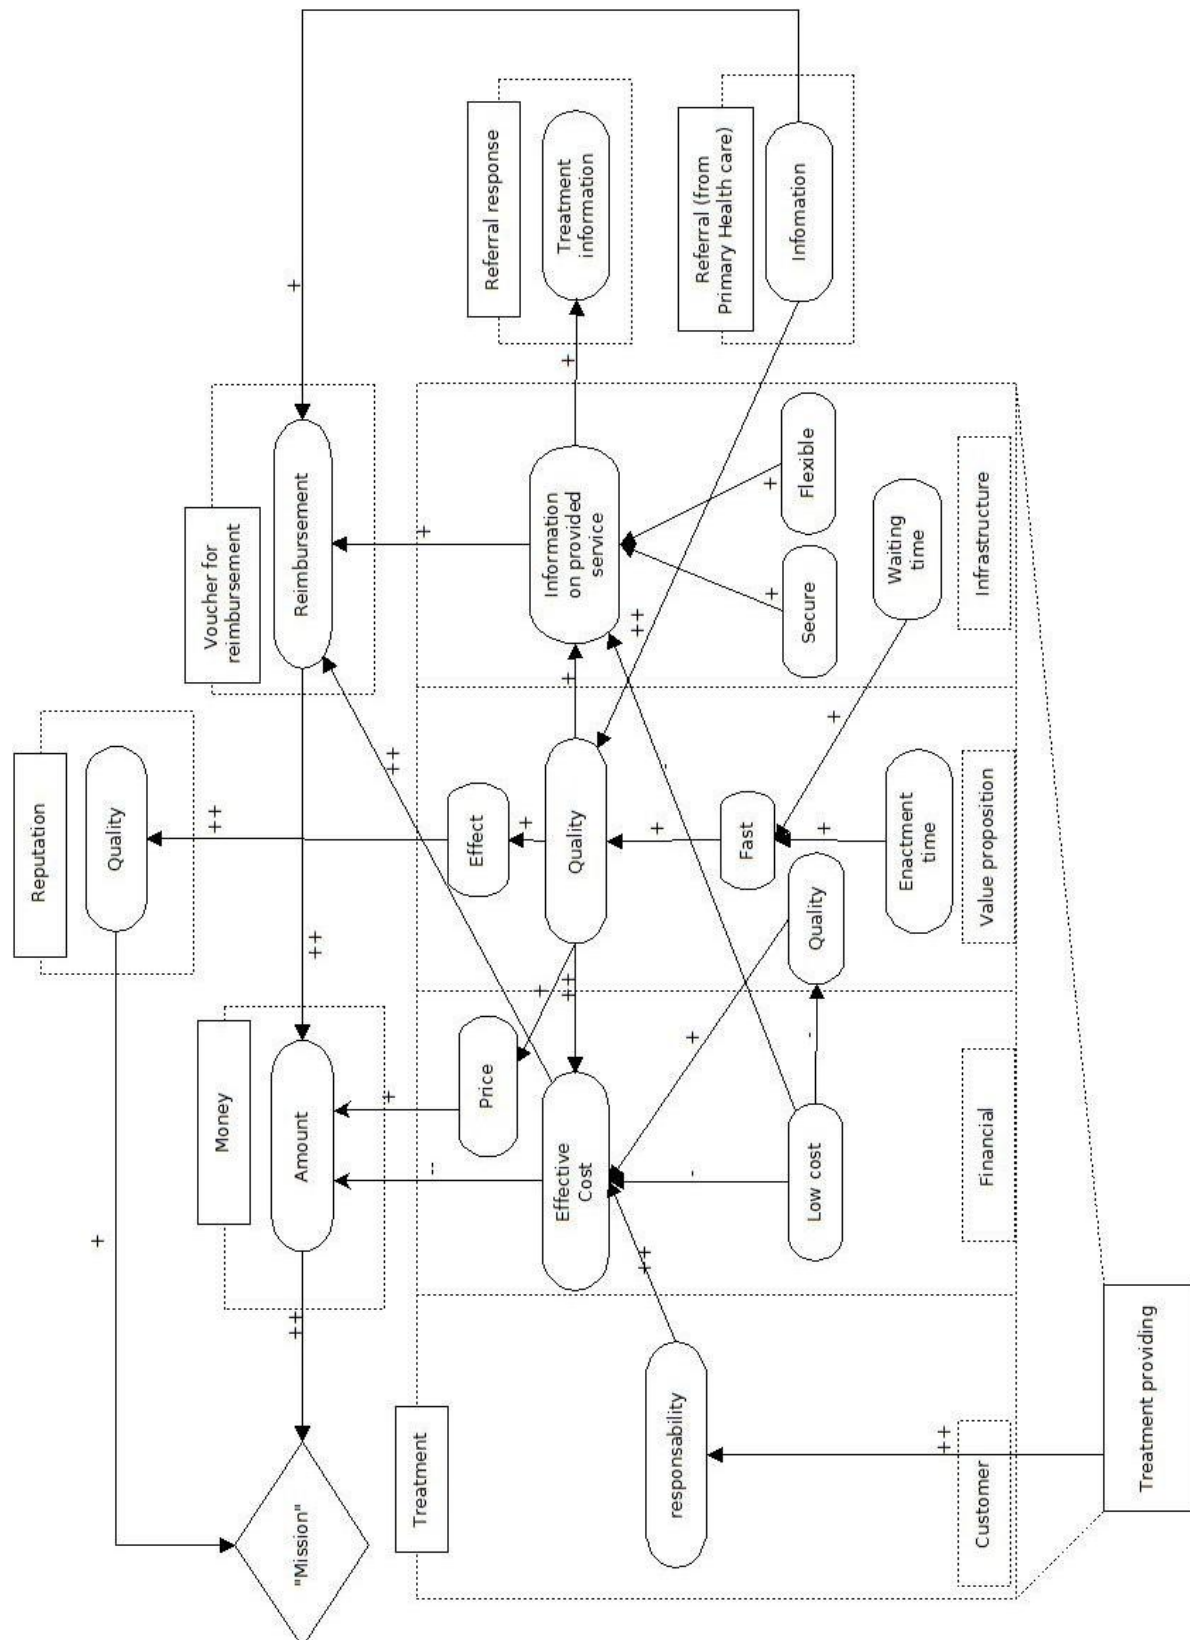 "Mission"
Reputation
Quality
+
++
Money
Amount
++
++
Voucher for
reimbursement
Reimbursement
+
Treatment
--
+
++
+
Price
Effect
Effective
Cost
++
+
+
Quality
+
Information
on provided
service
+
Referral response
Treatment
information
responsability
++
+
-
+
-
++
+
+
Referral (from
Primary Health care)
Infomation
Low cost
-
Quality
Fast
Secure
Flexible
+
+
Enactment
time
Waiting
time
++
Customer
Financial
Value proposition
Infrastructure
Treatment providing